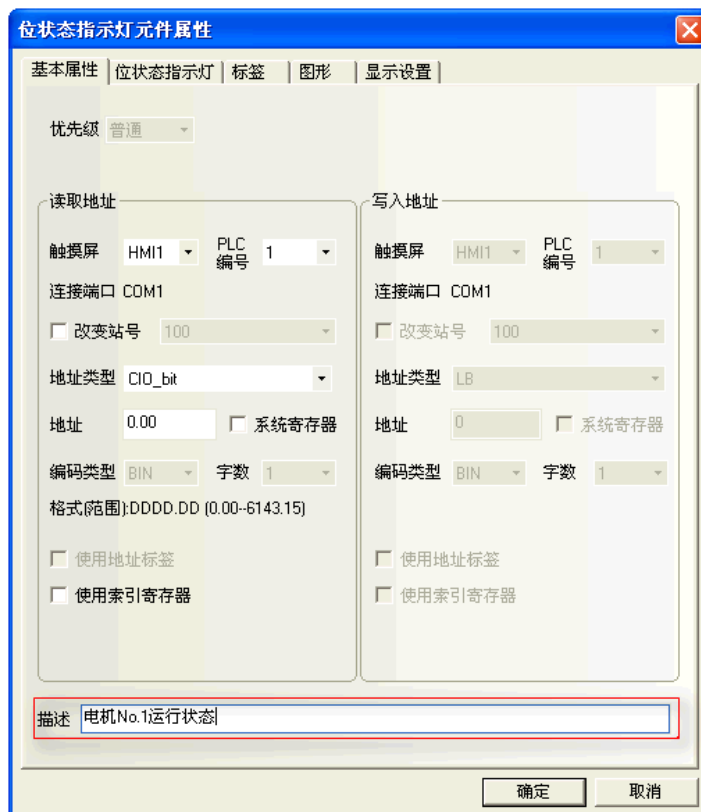 位状态指示灯元件属性
基本属性 位状态指示灯 标签 图形 显示设置
优先级 普通
读取地址
触摸屏 HMI1 PLC编号 1
连接端口 COM1
改变站号 100
地址类型 CIO_bit
地址 0.00 系统寄存器
编码类型 BIN 字数 1
格式(范围):DDDD.DD (0.00--6143.15)
使用地址标签
使用索引寄存器
写入地址
触摸屏 HMI1 PLC编号 1
连接端口 COM1
改变站号 100
地址类型 LB
地址 0 系统寄存器
编码类型 BIN 字数 1
使用地址标签
使用索引寄存器
描述 电机No.1运行状态
确定 取消